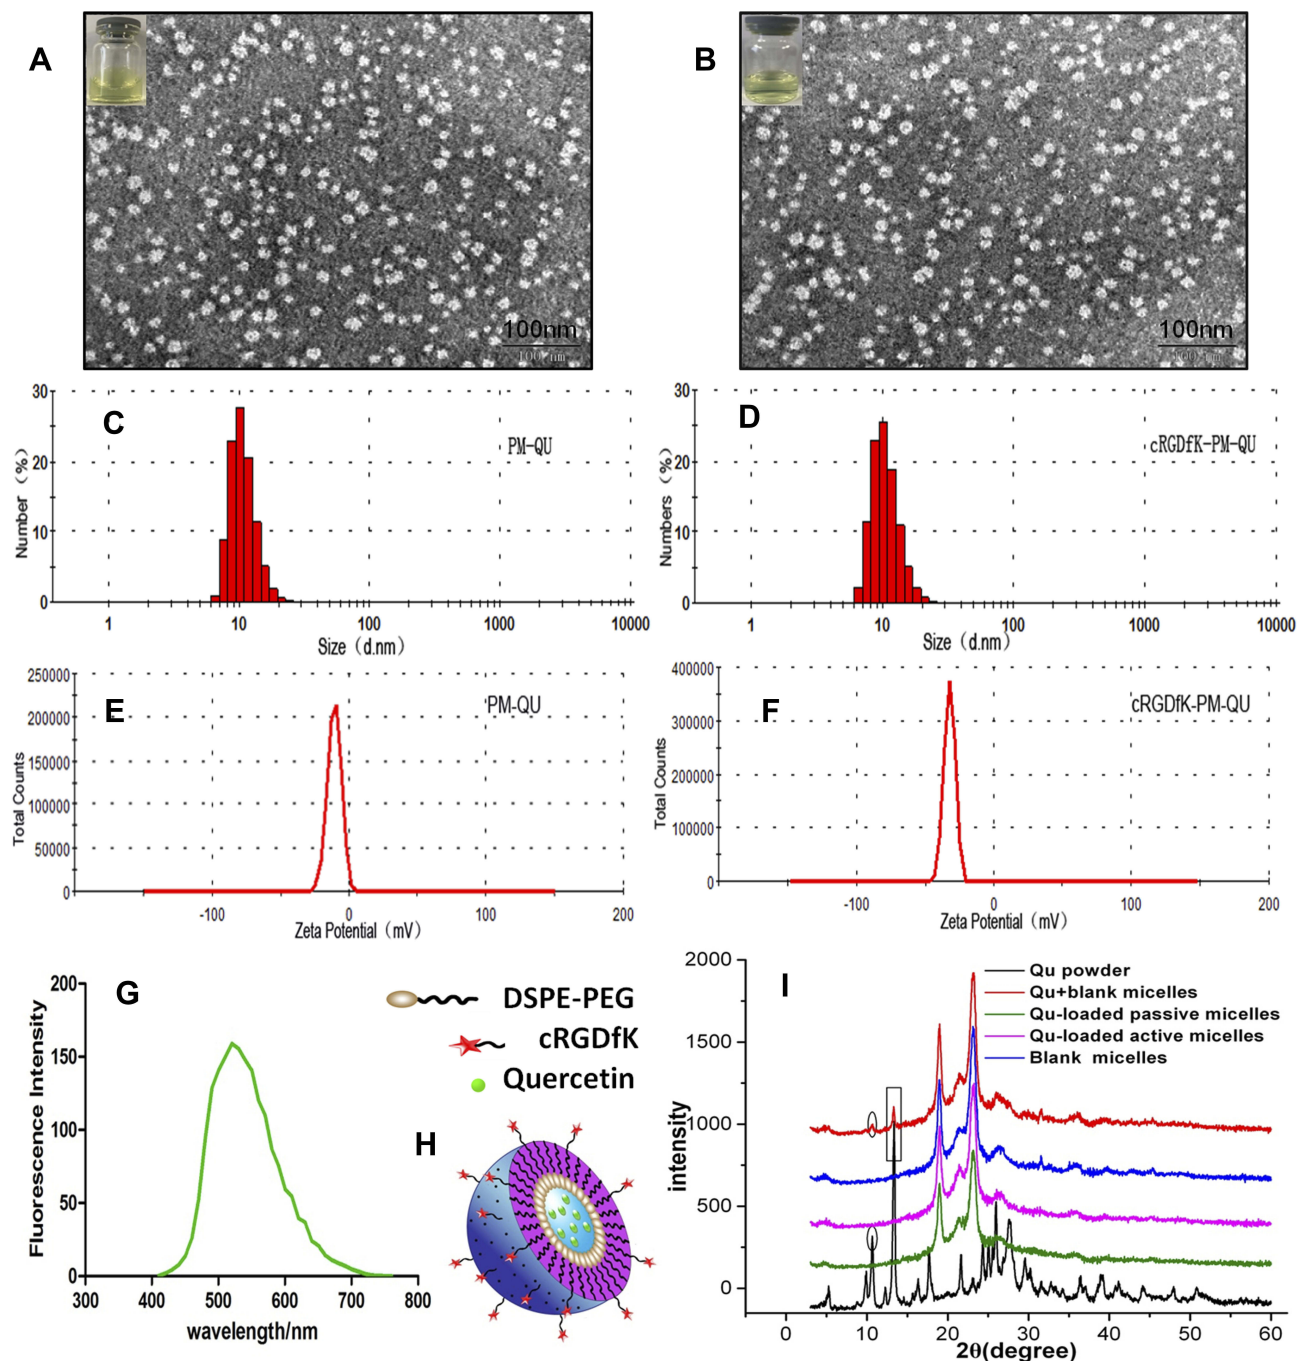 A
B
100nm
100 nm
100nm
100 nm
C
PM-QU
Number (%)
30
20
10
0
1
10
100
1000
10000
Size (d.nm)
D
cRGDfK-PM-QU
Numbers (%)
30
20
10
0
1
10
100
1000
10000
Size (d.nm)
E
PM-QU
Total Counts
250000
200000
150000
100000
50000
0
-100
0
100
200
Zeta Potential (mV)
F
cRGDfK-PM-QU
Total Counts
400000
300000
200000
100000
0
-100
0
100
200
Zeta Potential (mV)
G
Fluorescence Intensity
200
150
100
50
0
300
400
500
600
700
800
wavelength/nm
DSPE-PEG
cRGDfK
Quercetin
H
I
intensity
2000
1500
1000
500
0
Qu powder
Qu+blank micelles
Qu-loaded passive micelles
Qu-loaded active micelles
Blank micelles
0
10
20
30
40
50
60
2θ(degree)